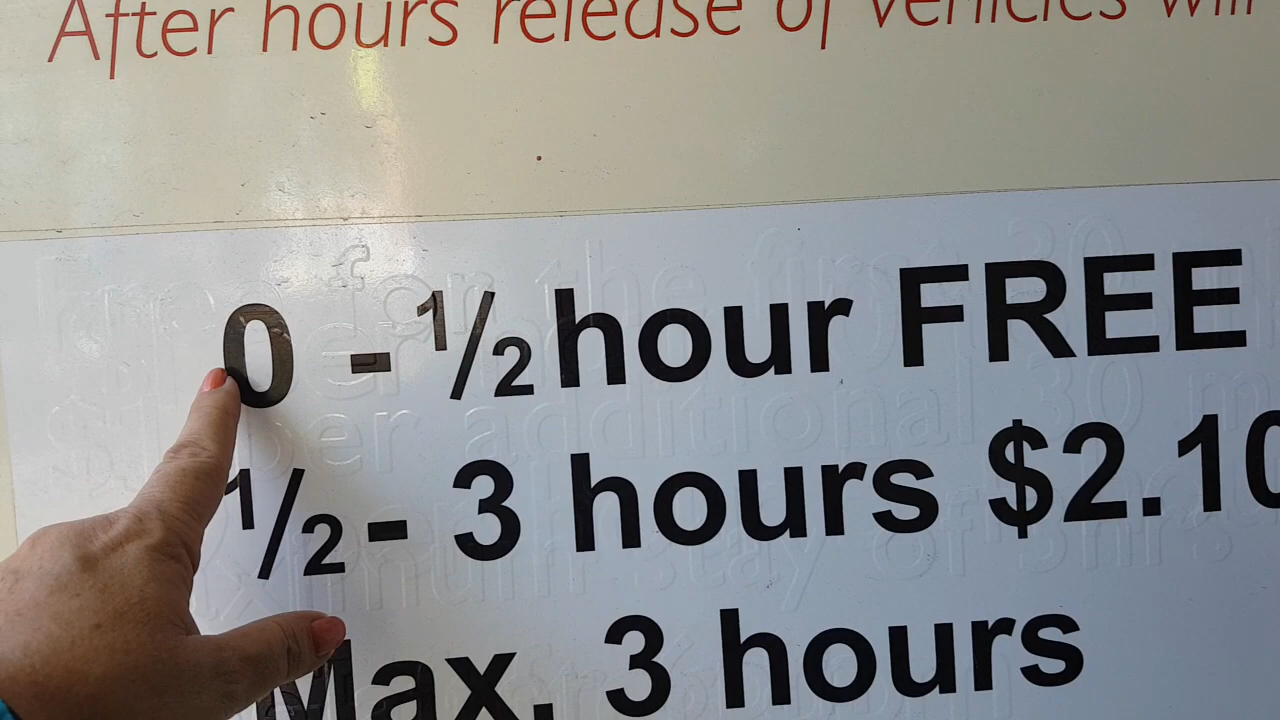 After hours release of vehicles will
0 - ½ hour FREE
½ - 3 hours $2.10
Max. 3 hours